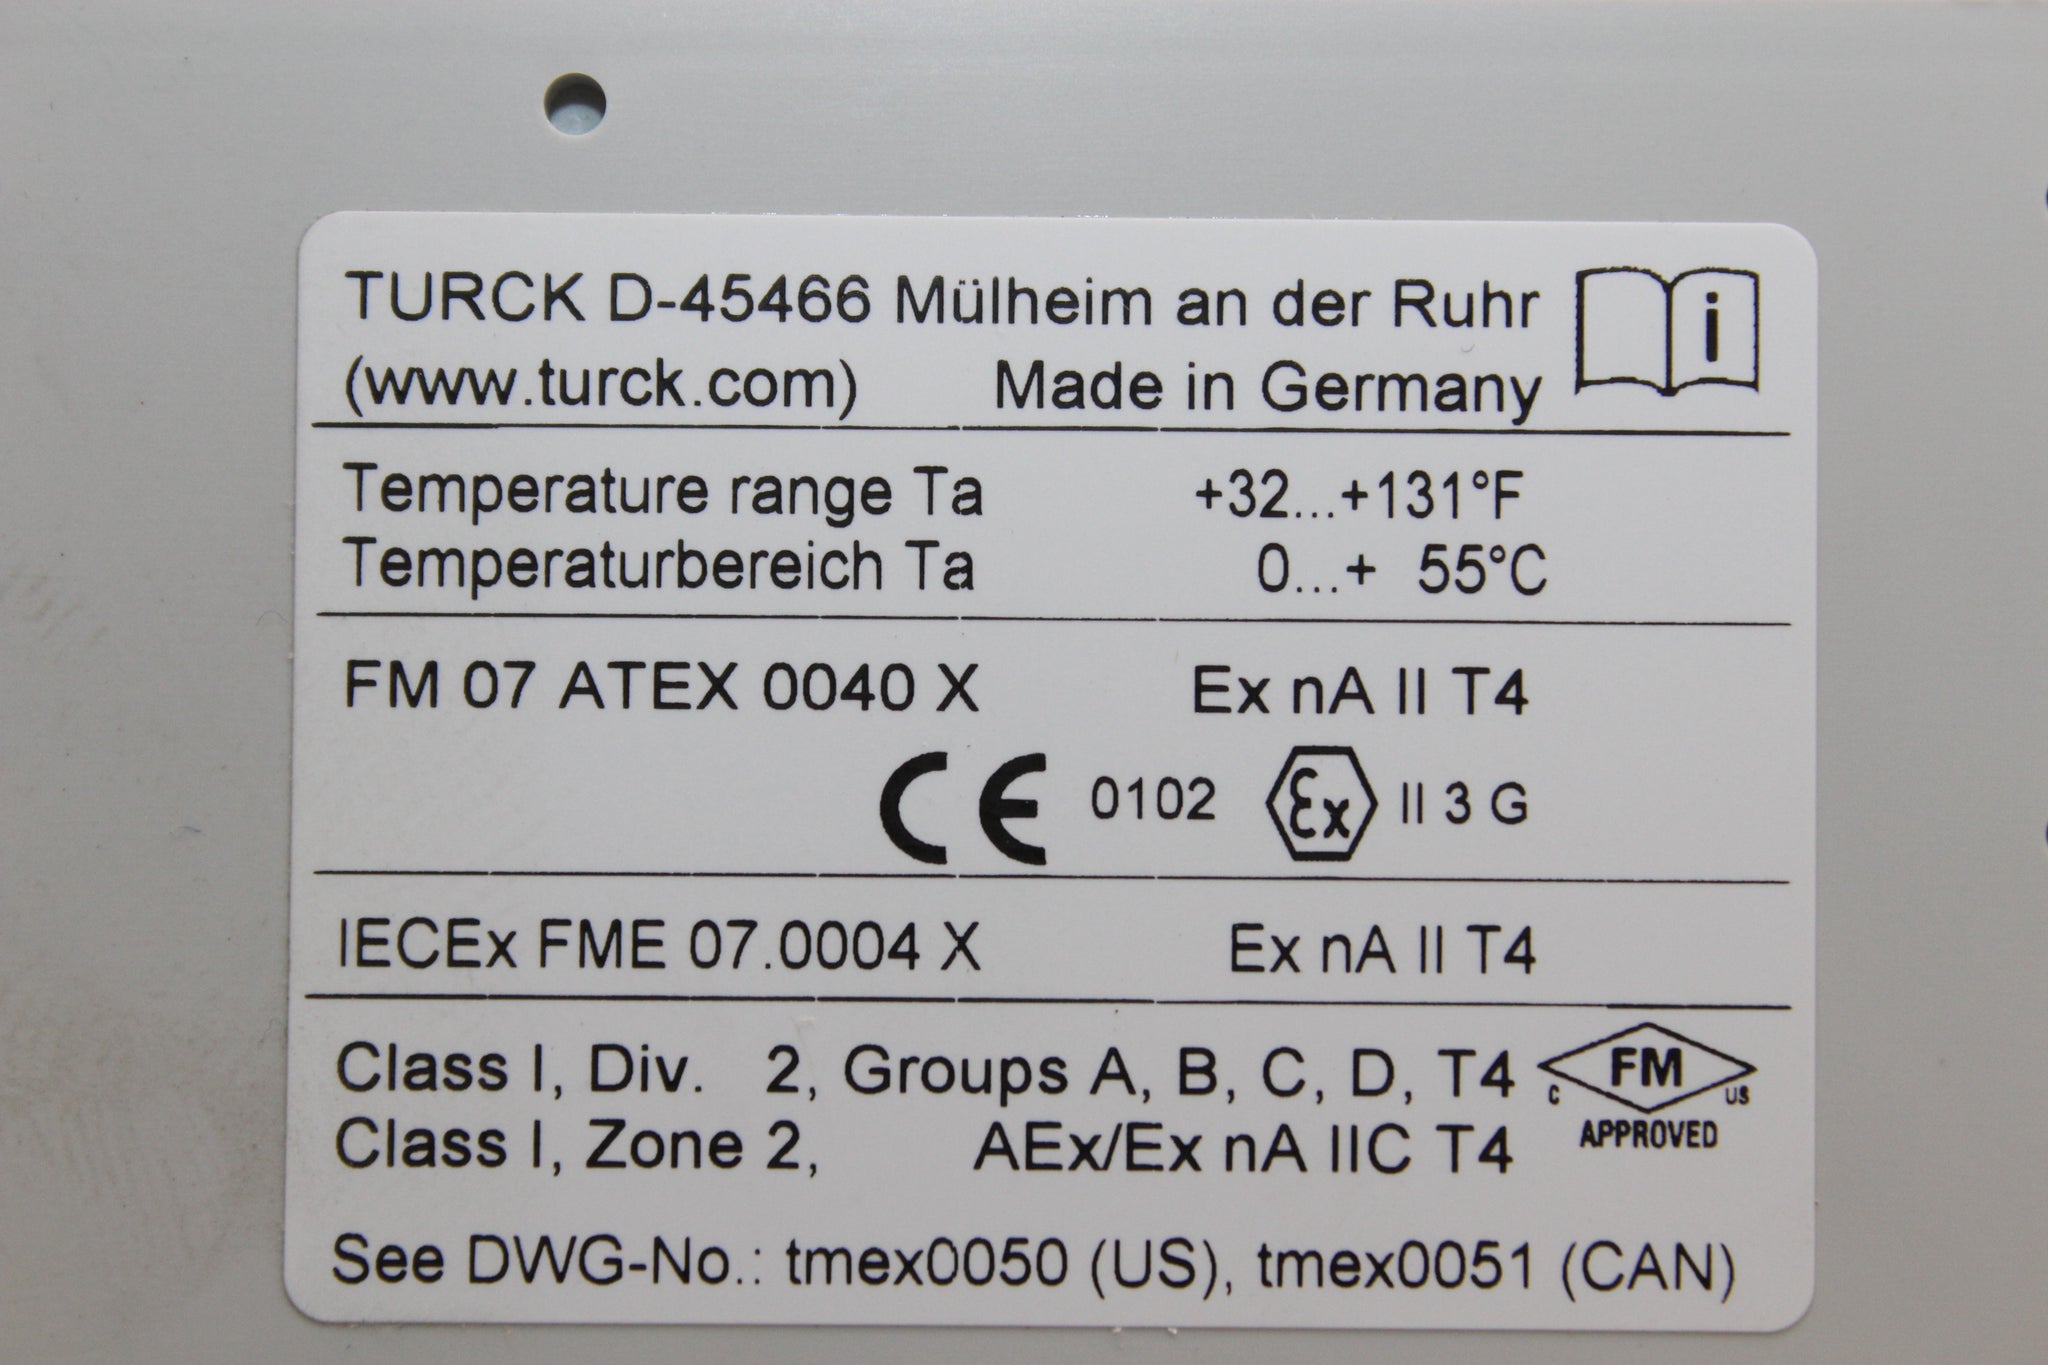 TURCK D-45466 Mülheim an der Ruhr
(www.turck.com) Made in Germany
i
Temperature range Ta +32...+131°F
Temperaturbereich Ta 0...+ 55°C
FM 07 ATEX 0040 X Ex nA II T4
CE 0102 Ex II 3 G
IECEx FME 07.0004 X Ex nA II T4
Class I, Div. 2, Groups A, B, C, D, T4
Class I, Zone 2, AEx/Ex nA IIC T4
FM
C US
APPROVED
See DWG-No.: tmex0050 (US), tmex0051 (CAN)